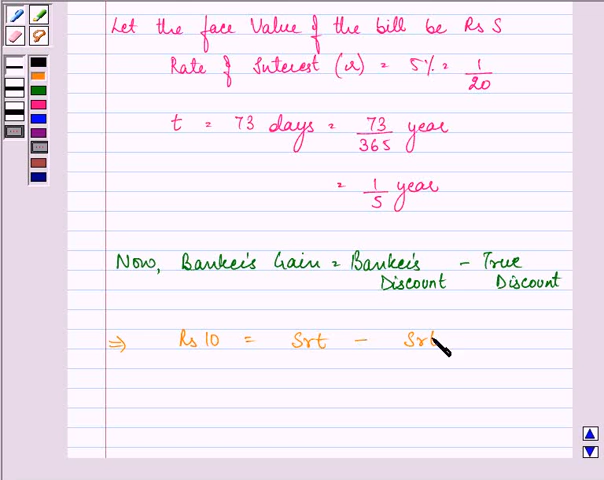 Let the face Value of the bill be Rs S
Rate of Interest (r) = 5% = 1/20
t = 73 days = 73/365 year
= 1/5 year
Now, Banker's Gain = Banker's Discount - True Discount
⇒ Rs 10 = Srt - Srt